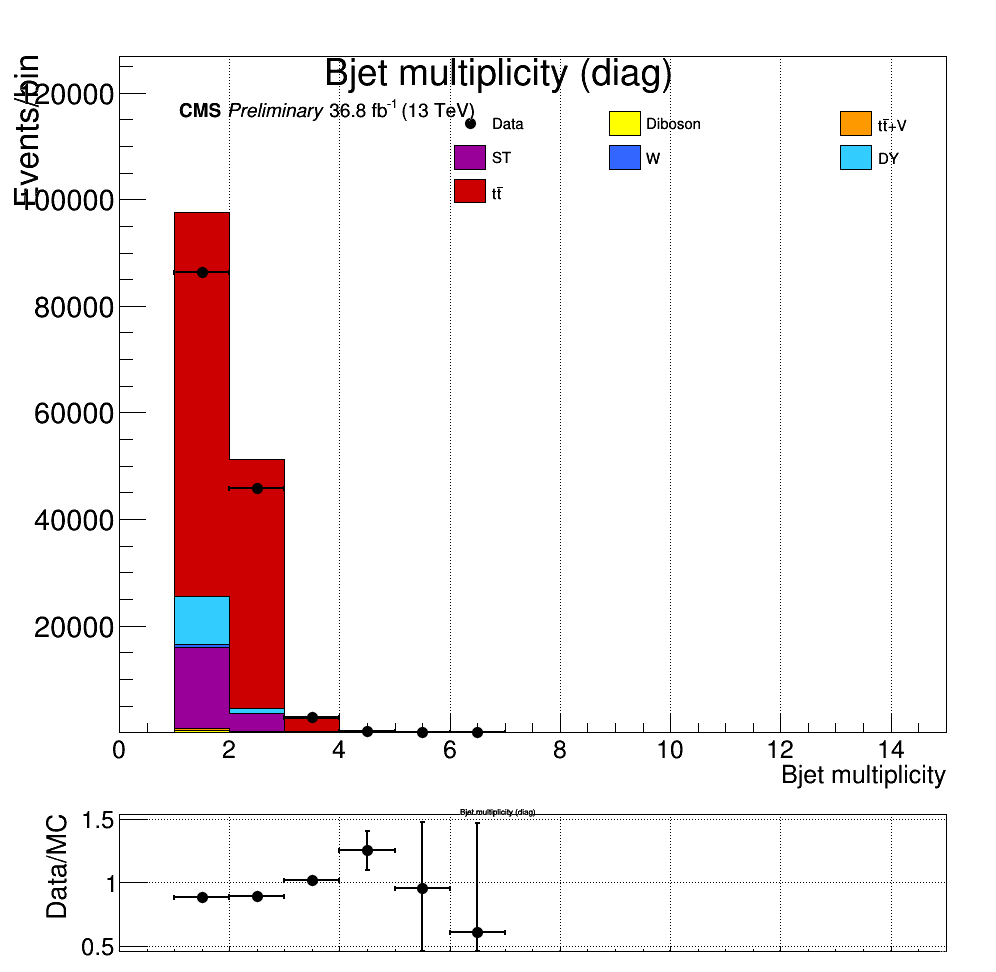 Bjet multiplicity (diag)
Events/bin
CMS Preliminary 36.8 fb⁻¹ (13 TeV)
Data
Diboson
tt̄+V
ST
W
DY
tt̄
120000
100000
80000
60000
40000
20000
0 2 4 6 8 10 12 14
Bjet multiplicity
Bjet multiplicity (diag)
Data/MC
1.5
1
0.5